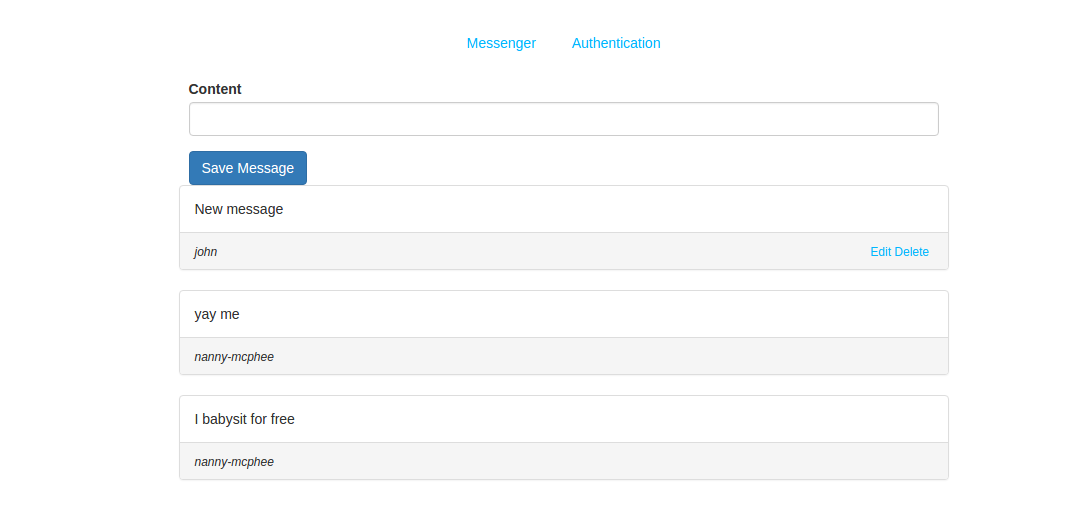 Messenger Authentication
Content
Save Message
New message
john Edit Delete
yay me
nanny-mcphee
I babysit for free
nanny-mcphee